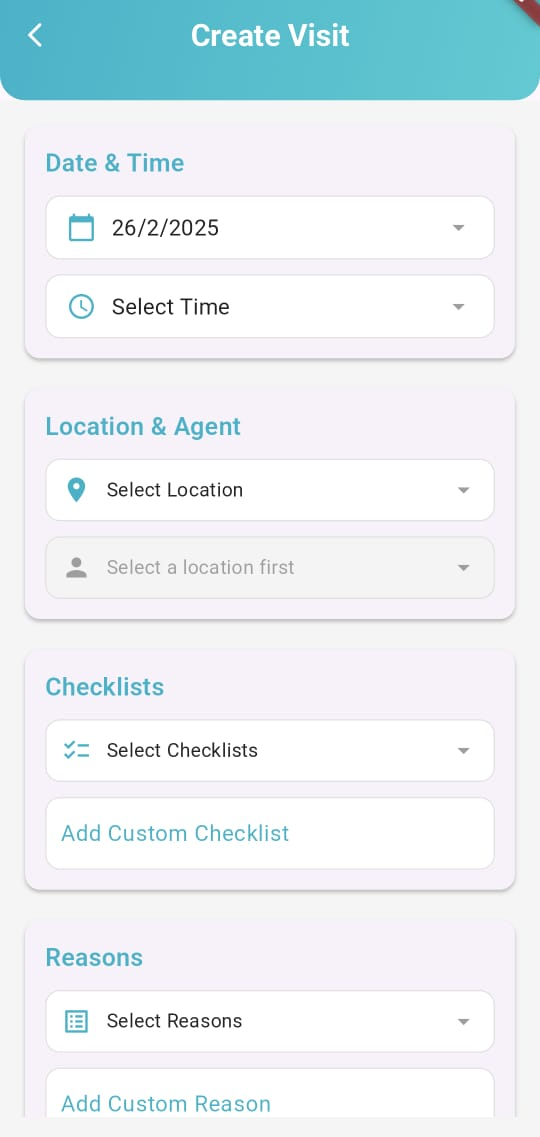 Create Visit
Date & Time
26/2/2025
Select Time
Location & Agent
Select Location
Select a location first
Checklists
Select Checklists
Add Custom Checklist
Reasons
Select Reasons
Add Custom Reason